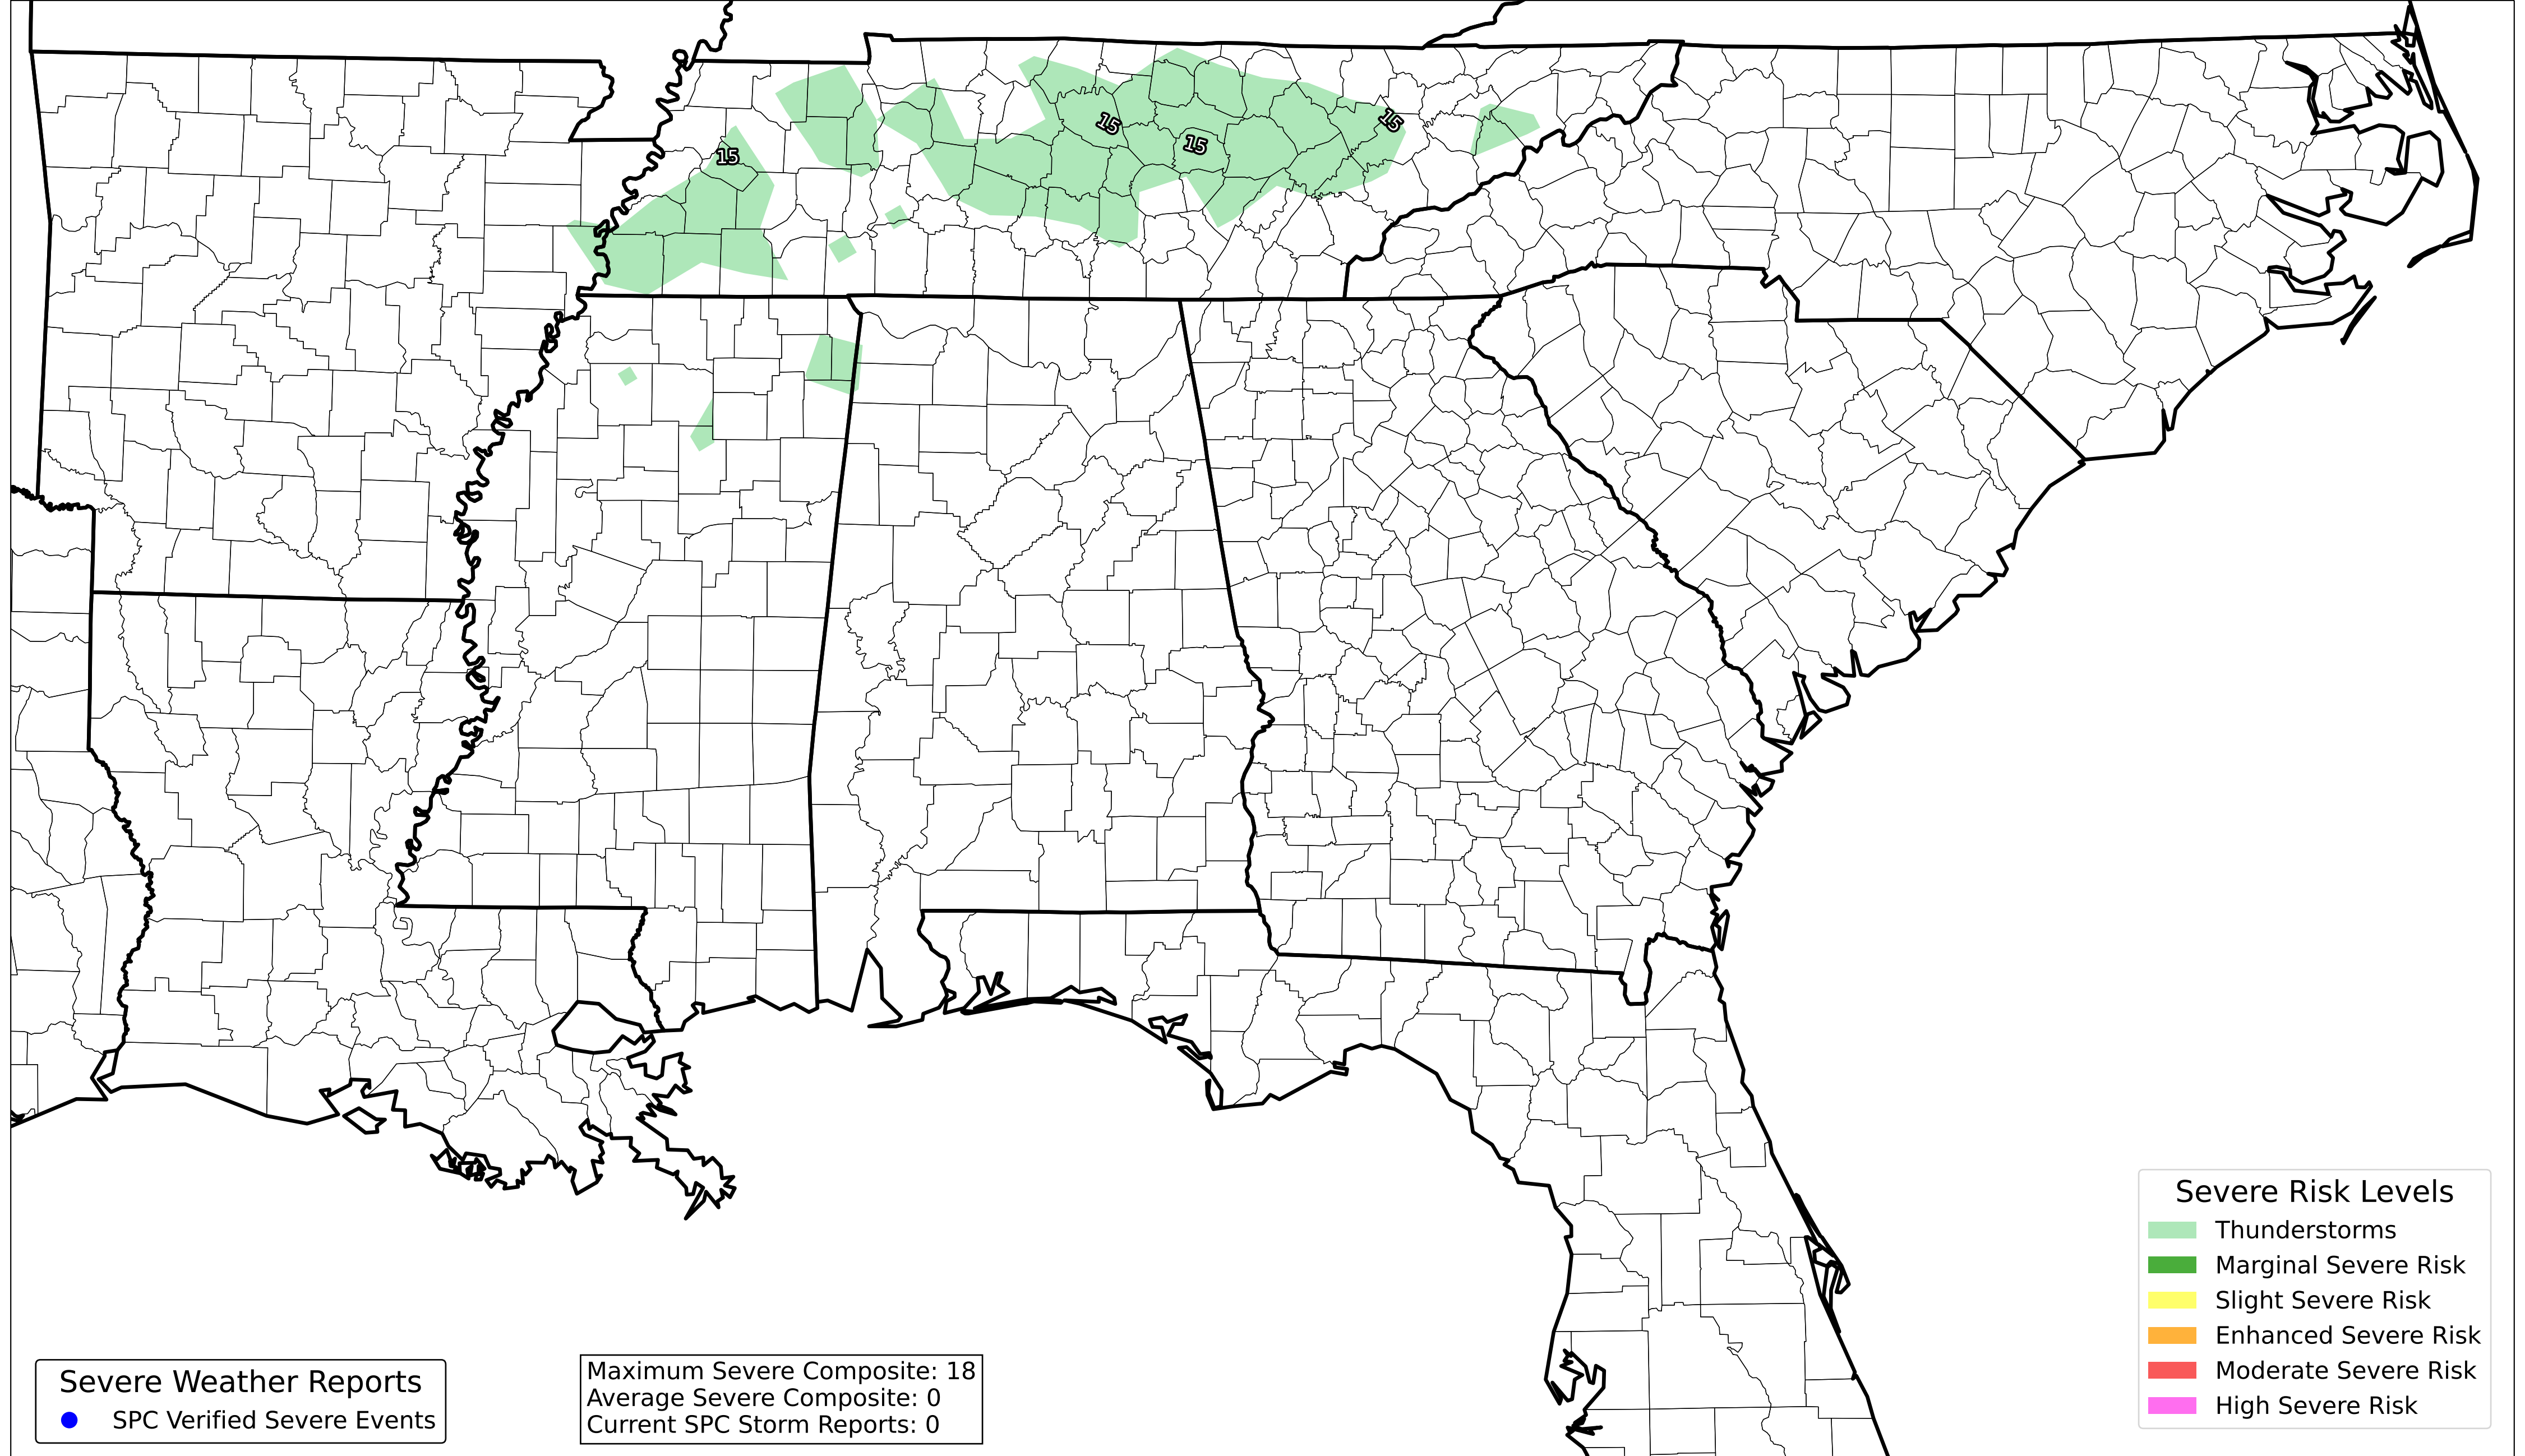 15
15
15
15
Severe Risk Levels
Thunderstorms
Marginal Severe Risk
Slight Severe Risk
Enhanced Severe Risk
Moderate Severe Risk
High Severe Risk
Severe Weather Reports
SPC Verified Severe Events
Maximum Severe Composite: 18
Average Severe Composite: 0
Current SPC Storm Reports: 0